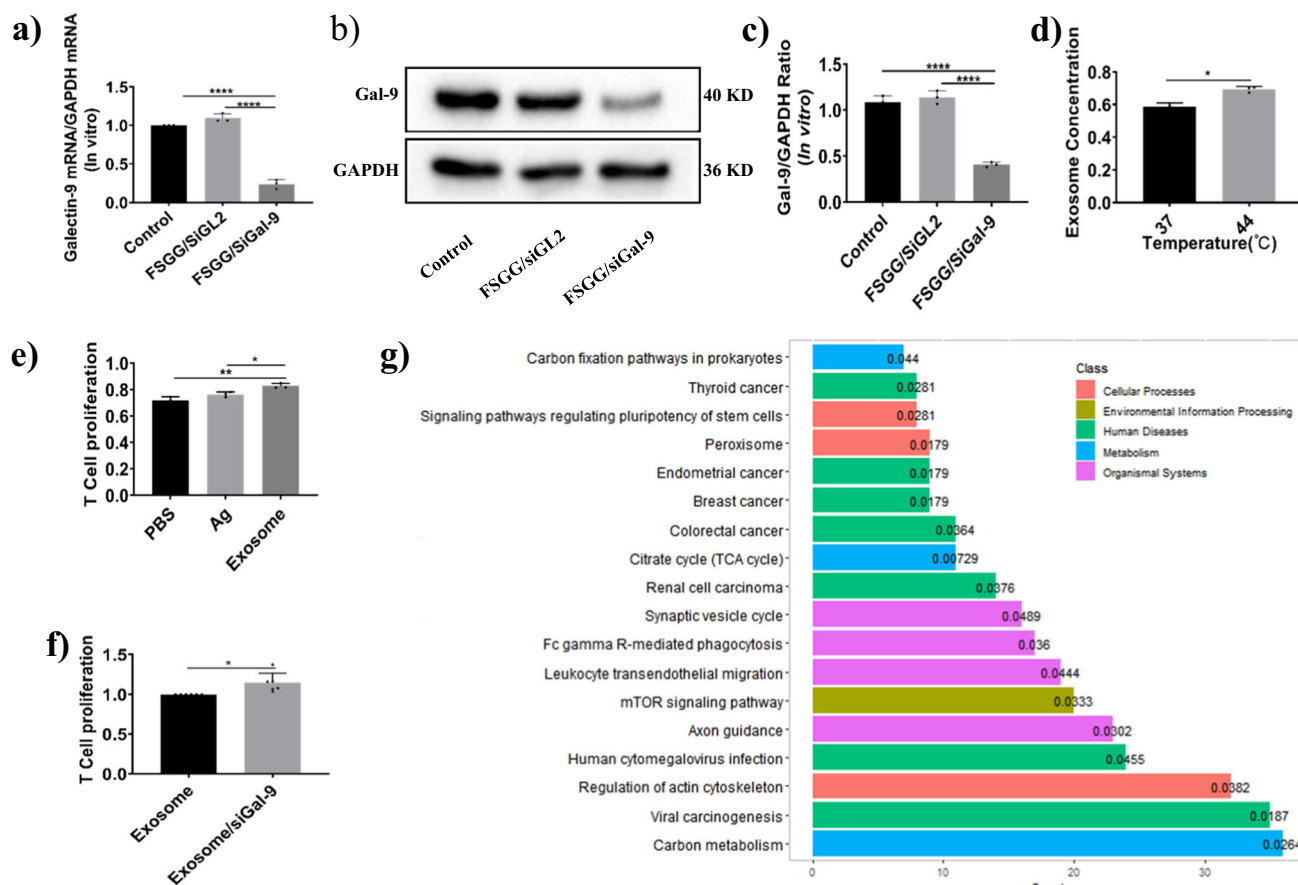 a)
Galectin-9 mRNA/GAPDH mRNA
(In vitro)
1.5
1.0
0.5
0.0
****
****
Control
FSGG/SiGL2
FSGG/SiGal-9
b)
Gal-9
40 KD
GAPDH
36 KD
Control
FSGG/siGL2
FSGG/siGal-9
c)
Gal-9/GAPDH Ratio
(In vitro)
1.5
1.0
0.5
0.0
****
****
Control
FSGG/SiGL2
FSGG/SiGal-9
d)
Exosome Concentration
0.8
0.6
0.4
0.2
0.0
*
37
44
Temperature(°C)
e)
T Cell proliferation
1.0
0.8
0.6
0.4
0.2
0.0
*
**
PBS
Ag
Exosome
f)
T Cell proliferation
1.5
1.0
0.5
0.0
*
Exosome
Exosome/siGal-9
g)
Carbon fixation pathways in prokaryotes 0.044
Thyroid cancer 0.0281
Signaling pathways regulating pluripotency of stem cells 0.0281
Peroxisome 0.0179
Endometrial cancer 0.0179
Breast cancer 0.0179
Colorectal cancer 0.0364
Citrate cycle (TCA cycle) 0.00729
Renal cell carcinoma 0.0376
Synaptic vesicle cycle 0.0489
Fc gamma R-mediated phagocytosis 0.036
Leukocyte transendothelial migration 0.0444
mTOR signaling pathway 0.0333
Axon guidance 0.0302
Human cytomegalovirus infection 0.0455
Regulation of actin cytoskeleton 0.0382
Viral carcinogenesis 0.0187
Carbon metabolism 0.0264
0 10 20 30
Class
Cellular Processes
Environmental Information Processing
Human Diseases
Metabolism
Organismal Systems